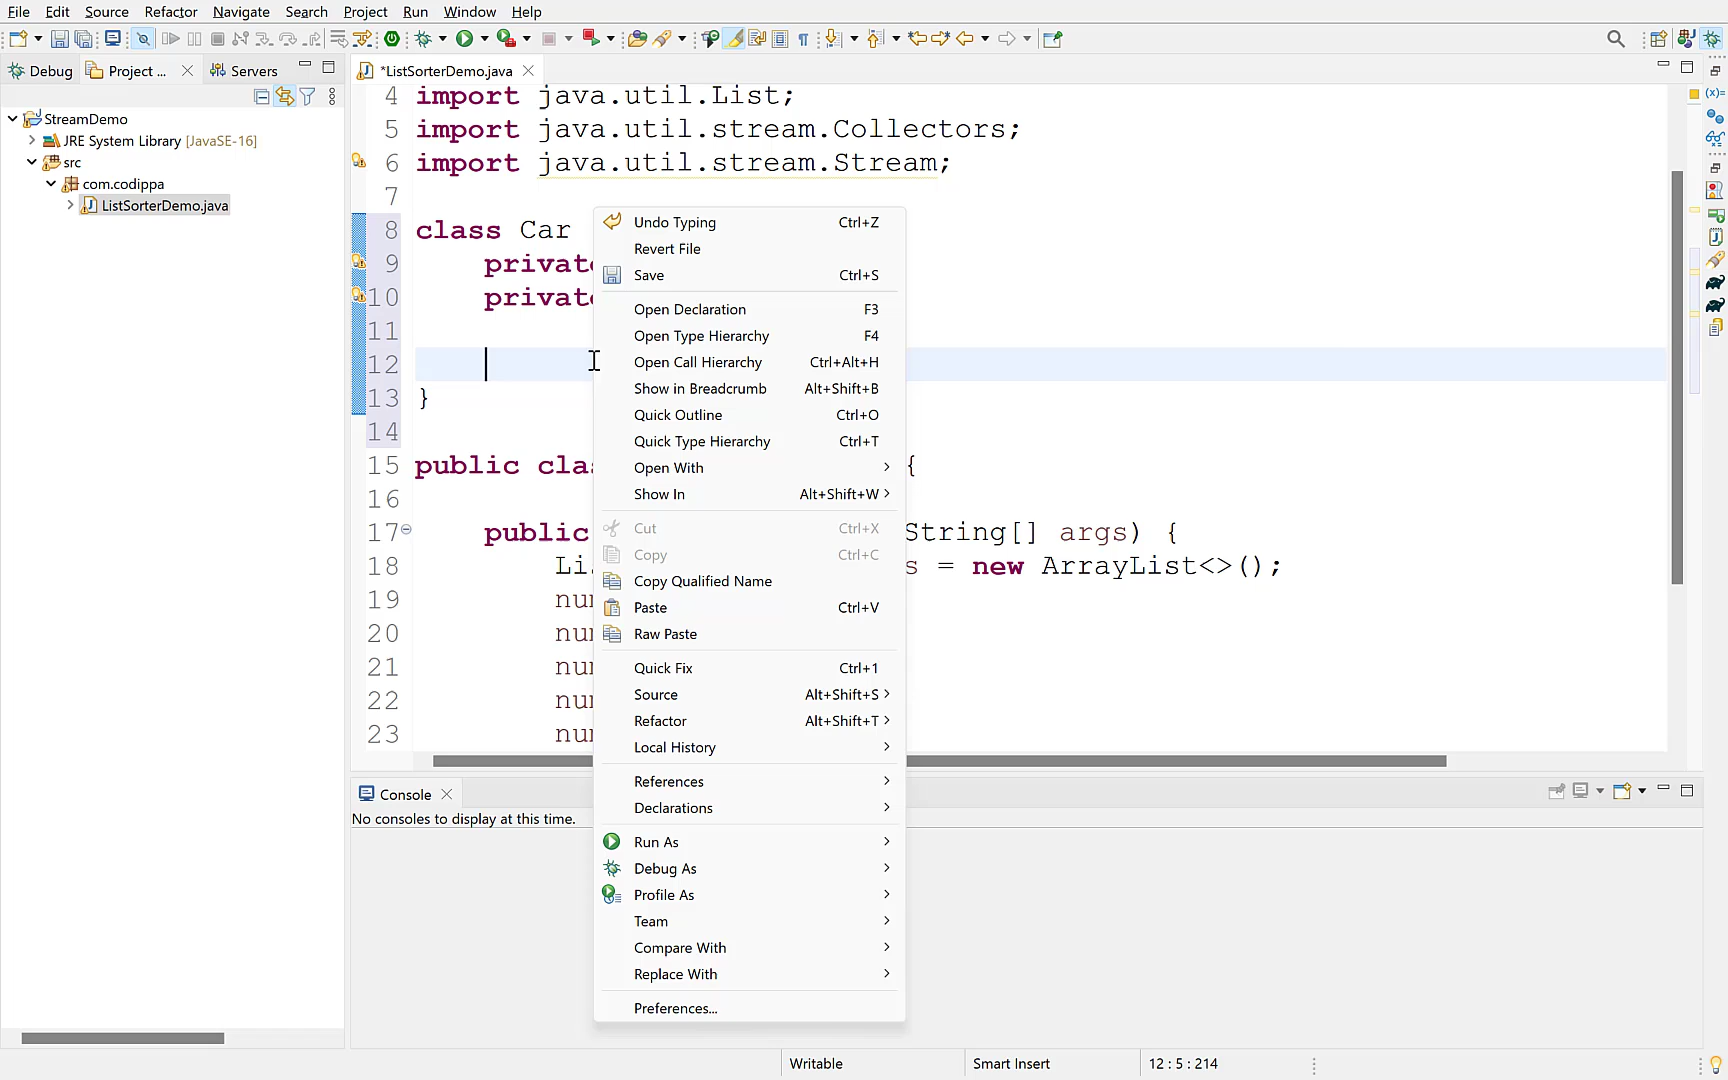 File Edit Source Refactor Navigate Search Project Run Window Help
Debug Project ... Servers
*ListSorterDemo.java
StreamDemo
JRE System Library [JavaSE-16]
src
com.codippa
ListSorterDemo.java
4 import java.util.List;
5 import java.util.stream.Collectors;
6 import java.util.stream.Stream;
7
8 class Car
9 private
10 private
11
12
13 }
14
15 public clas {
16
17 public String[] args) {
18 Li s = new ArrayList<>();
19 num
20 num
21 num
22 num
23 num
Undo Typing Ctrl+Z
Revert File
Save Ctrl+S
Open Declaration F3
Open Type Hierarchy F4
Open Call Hierarchy Ctrl+Alt+H
Show in Breadcrumb Alt+Shift+B
Quick Outline Ctrl+O
Quick Type Hierarchy Ctrl+T
Open With
Show In Alt+Shift+W
Cut Ctrl+X
Copy Ctrl+C
Copy Qualified Name
Paste Ctrl+V
Raw Paste
Quick Fix Ctrl+1
Source Alt+Shift+S
Refactor Alt+Shift+T
Local History
References
Declarations
Run As
Debug As
Profile As
Team
Compare With
Replace With
Preferences...
Console
No consoles to display at this time.
Writable Smart Insert 12 : 5 : 214